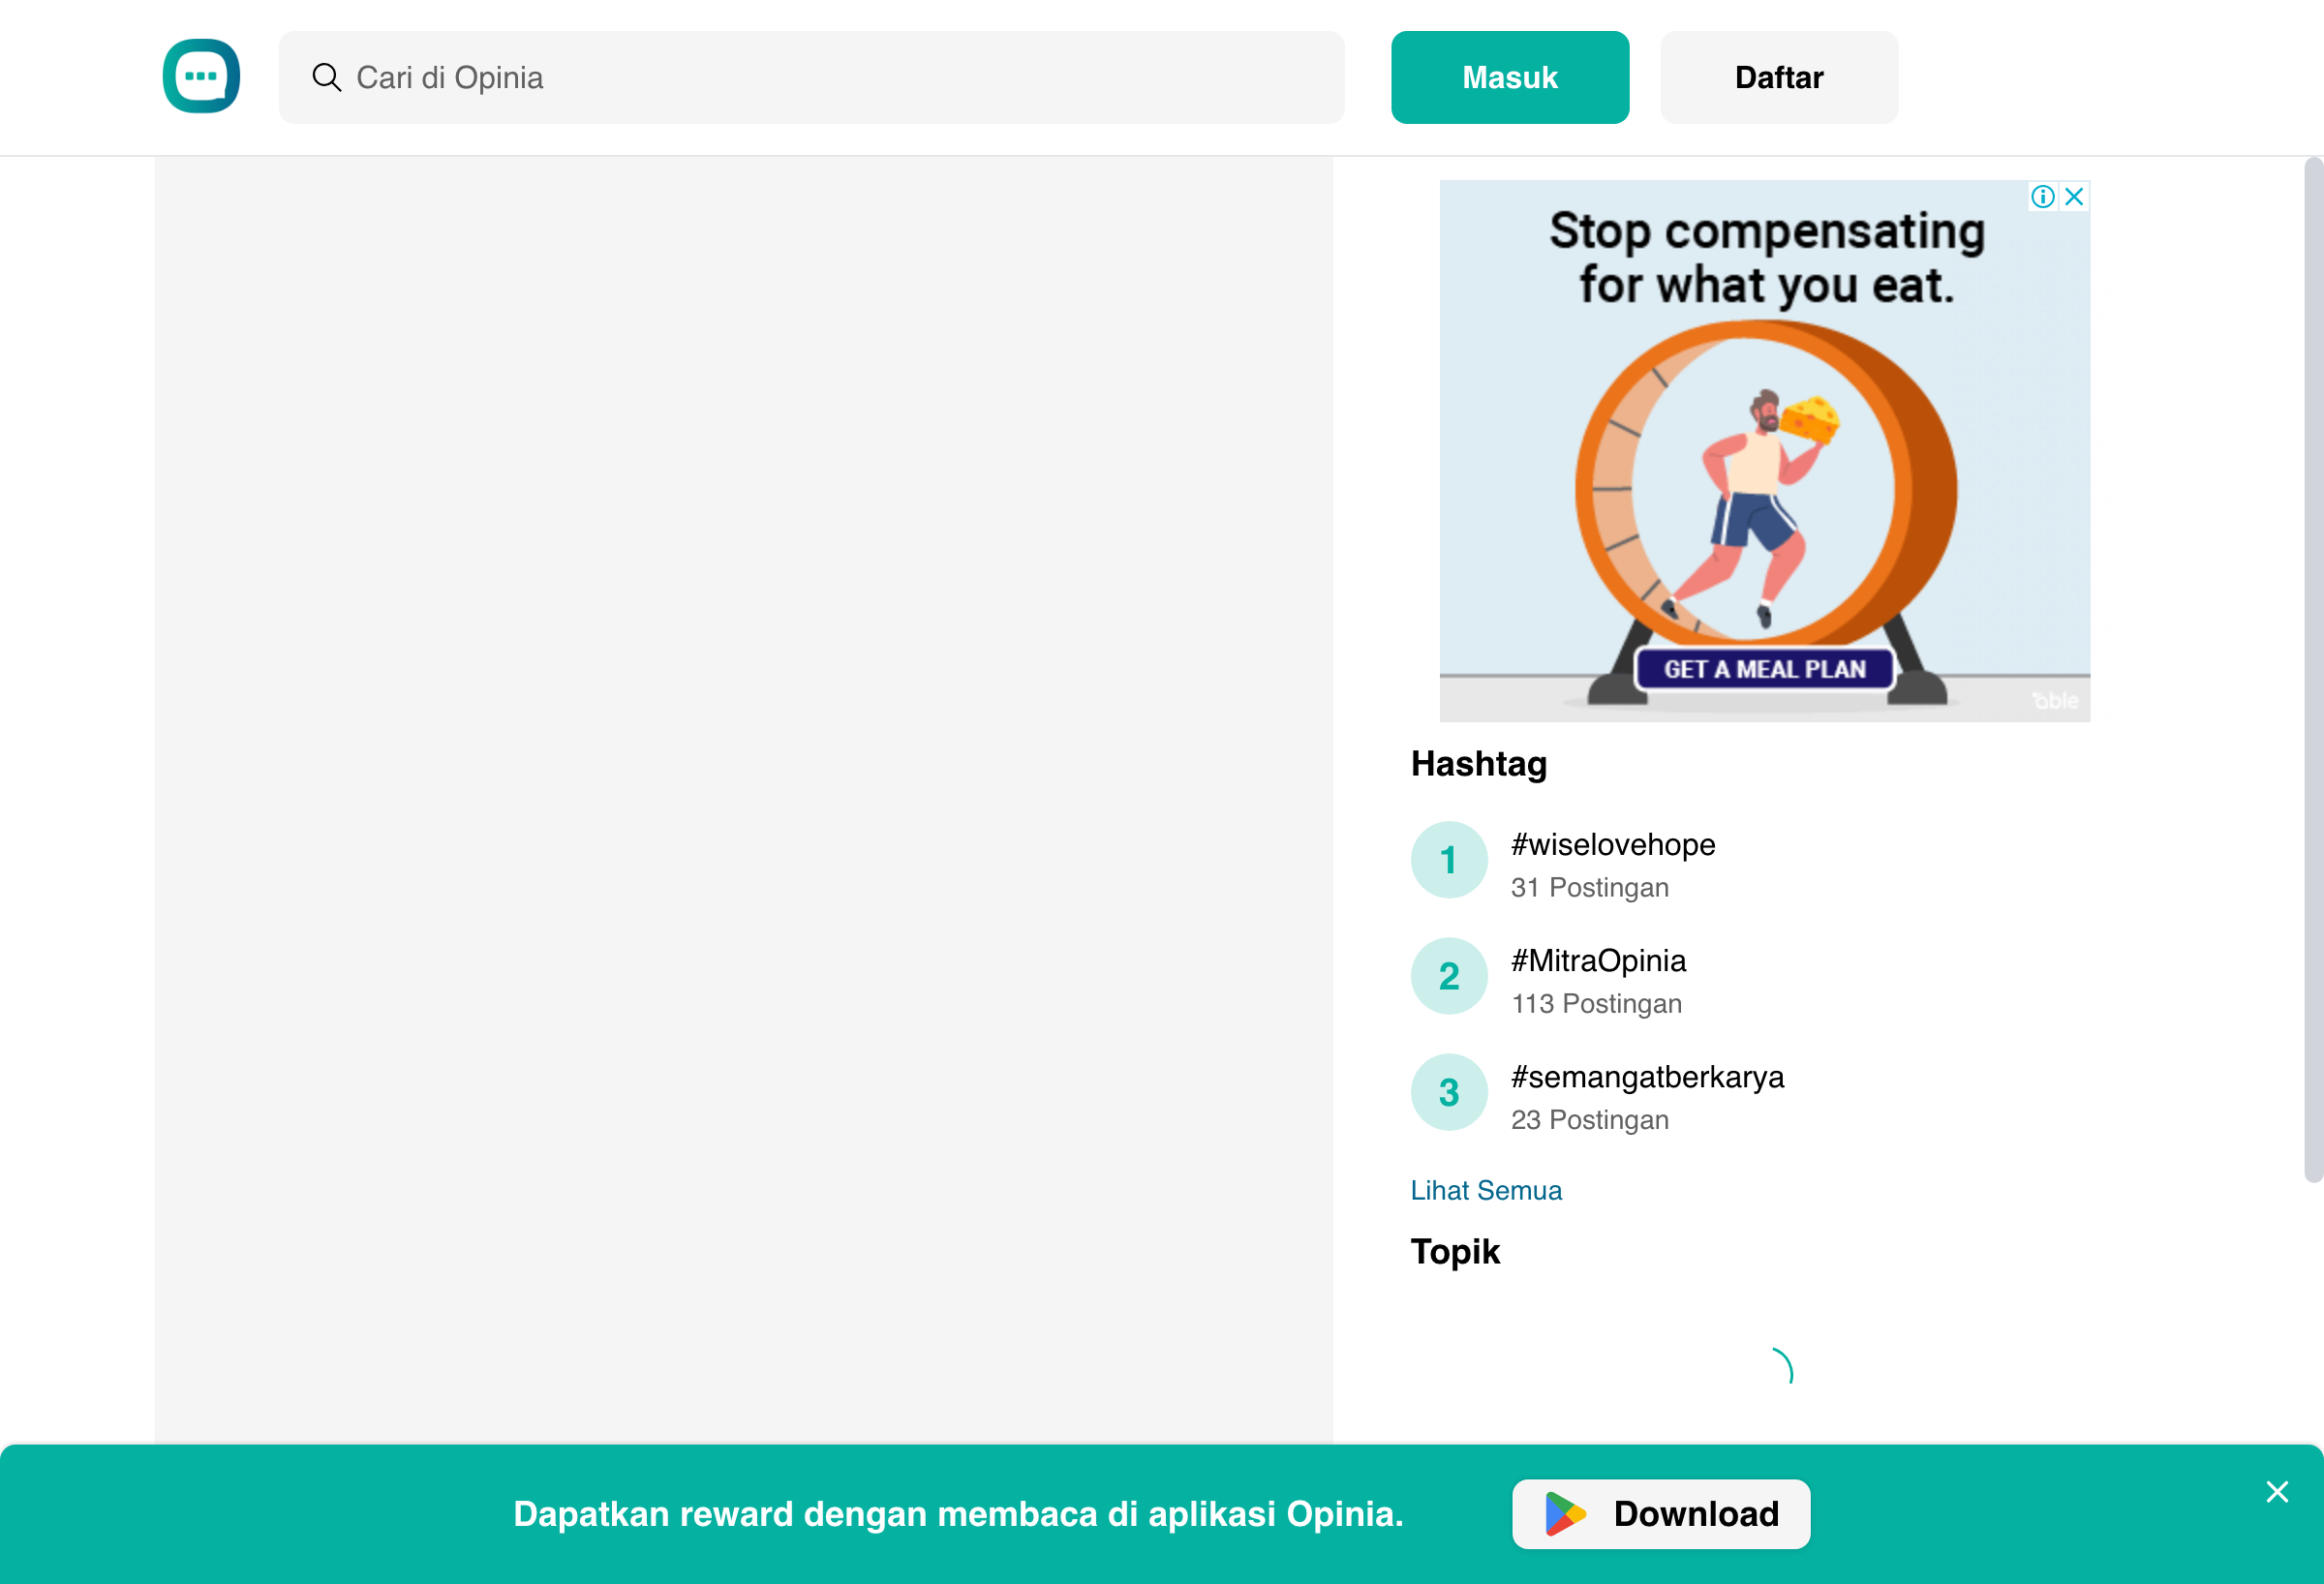 Cari di Opinia
Masuk
Daftar
Stop compensating
for what you eat.
GET A MEAL PLAN
able
Hashtag
1
#wiselovehope
31 Postingan
2
#MitraOpinia
113 Postingan
3
#semangatberkarya
23 Postingan
Lihat Semua
Topik
Dapatkan reward dengan membaca di aplikasi Opinia.
Download